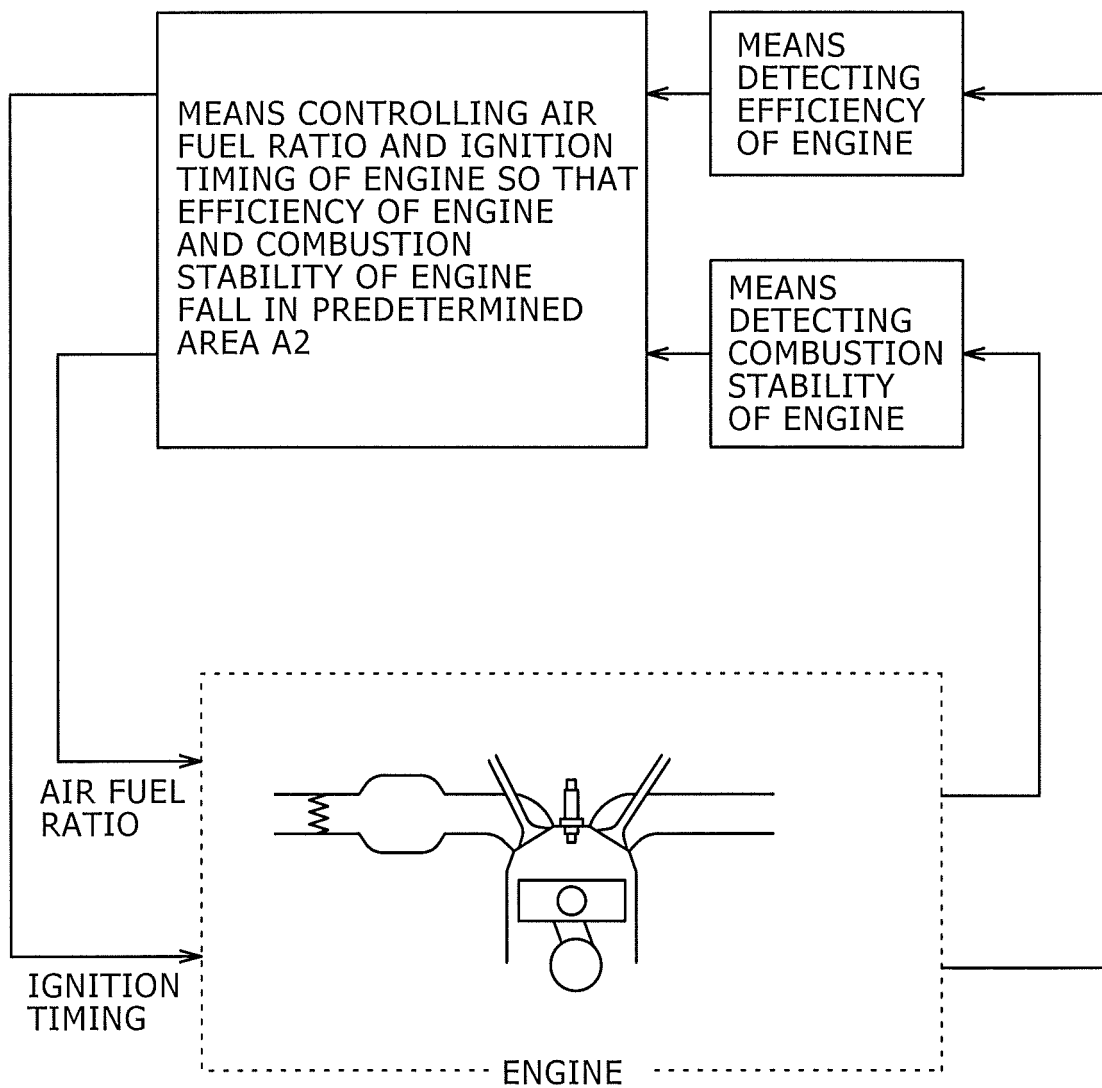 MEANS CONTROLLING AIR
FUEL RATIO AND IGNITION
TIMING OF ENGINE SO THAT
EFFICIENCY OF ENGINE
AND COMBUSTION
STABILITY OF ENGINE
FALL IN PREDETERMINED
AREA A2
MEANS
DETECTING
EFFICIENCY
OF ENGINE
MEANS
DETECTING
COMBUSTION
STABILITY
OF ENGINE
AIR FUEL
RATIO
IGNITION
TIMING
ENGINE